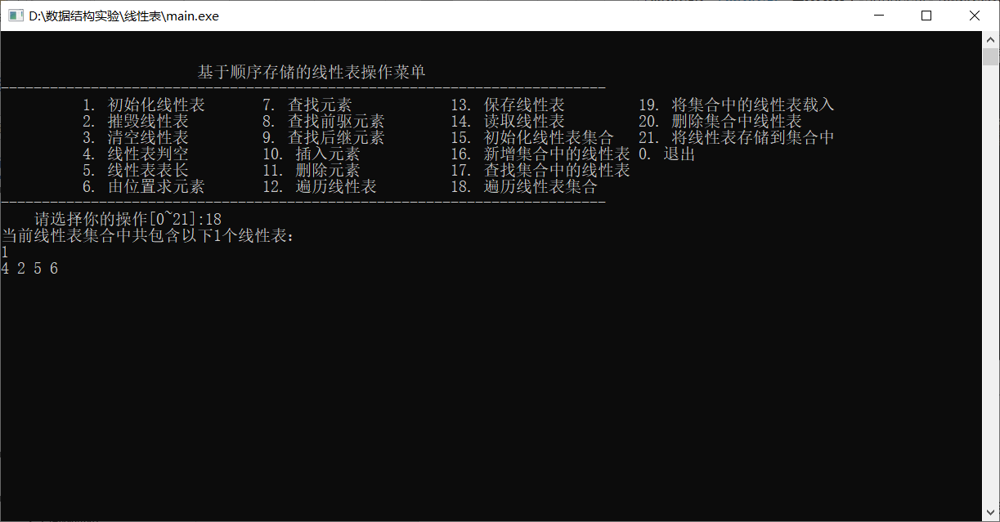 D:\数据结构实验\线性表\main.exe
基于顺序存储的线性表操作菜单
--------------------------------------------------------------------------
1. 初始化线性表 7. 查找元素 13. 保存线性表 19. 将集合中的线性表载入
2. 摧毁线性表 8. 查找前驱元素 14. 读取线性表 20. 删除集合中线性表
3. 清空线性表 9. 查找后继元素 15. 初始化线性表集合 21. 将线性表存储到集合中
4. 线性表判空 10. 插入元素 16. 新增集合中的线性表 0. 退出
5. 线性表表长 11. 删除元素 17. 查找集合中的线性表
6. 由位置求元素 12. 遍历线性表 18. 遍历线性表集合
--------------------------------------------------------------------------
请选择你的操作[0~21]:18
当前线性表集合中共包含以下1个线性表：
1
4 2 5 6